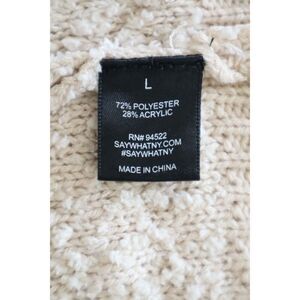 L
72% POLYESTER
28% ACRYLIC
RN# 94522
SAYWHATNY.COM
#SAYWHATNY
MADE IN CHINA